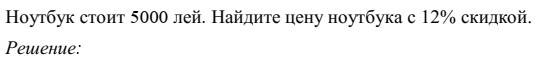 Ноутбук стоит 5000 лей. Найдите цену ноутбука с 12% скидкой.
Решение: